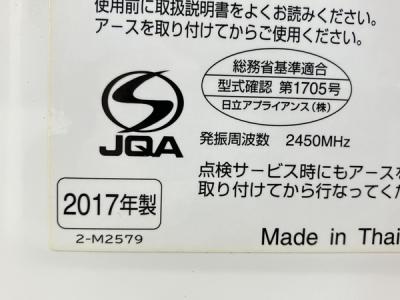 使用前に取扱説明書をよくお読みください。
アースを取り付けてからご使用ください。
総務省基準適合
型式確認 第1705号
日立アプライアンス(株)
JQA
発振周波数 2450MHz
点検サービス時にもアースを
取り付けてから行なってくだ
2017年製
2-M2579
Made in Thai